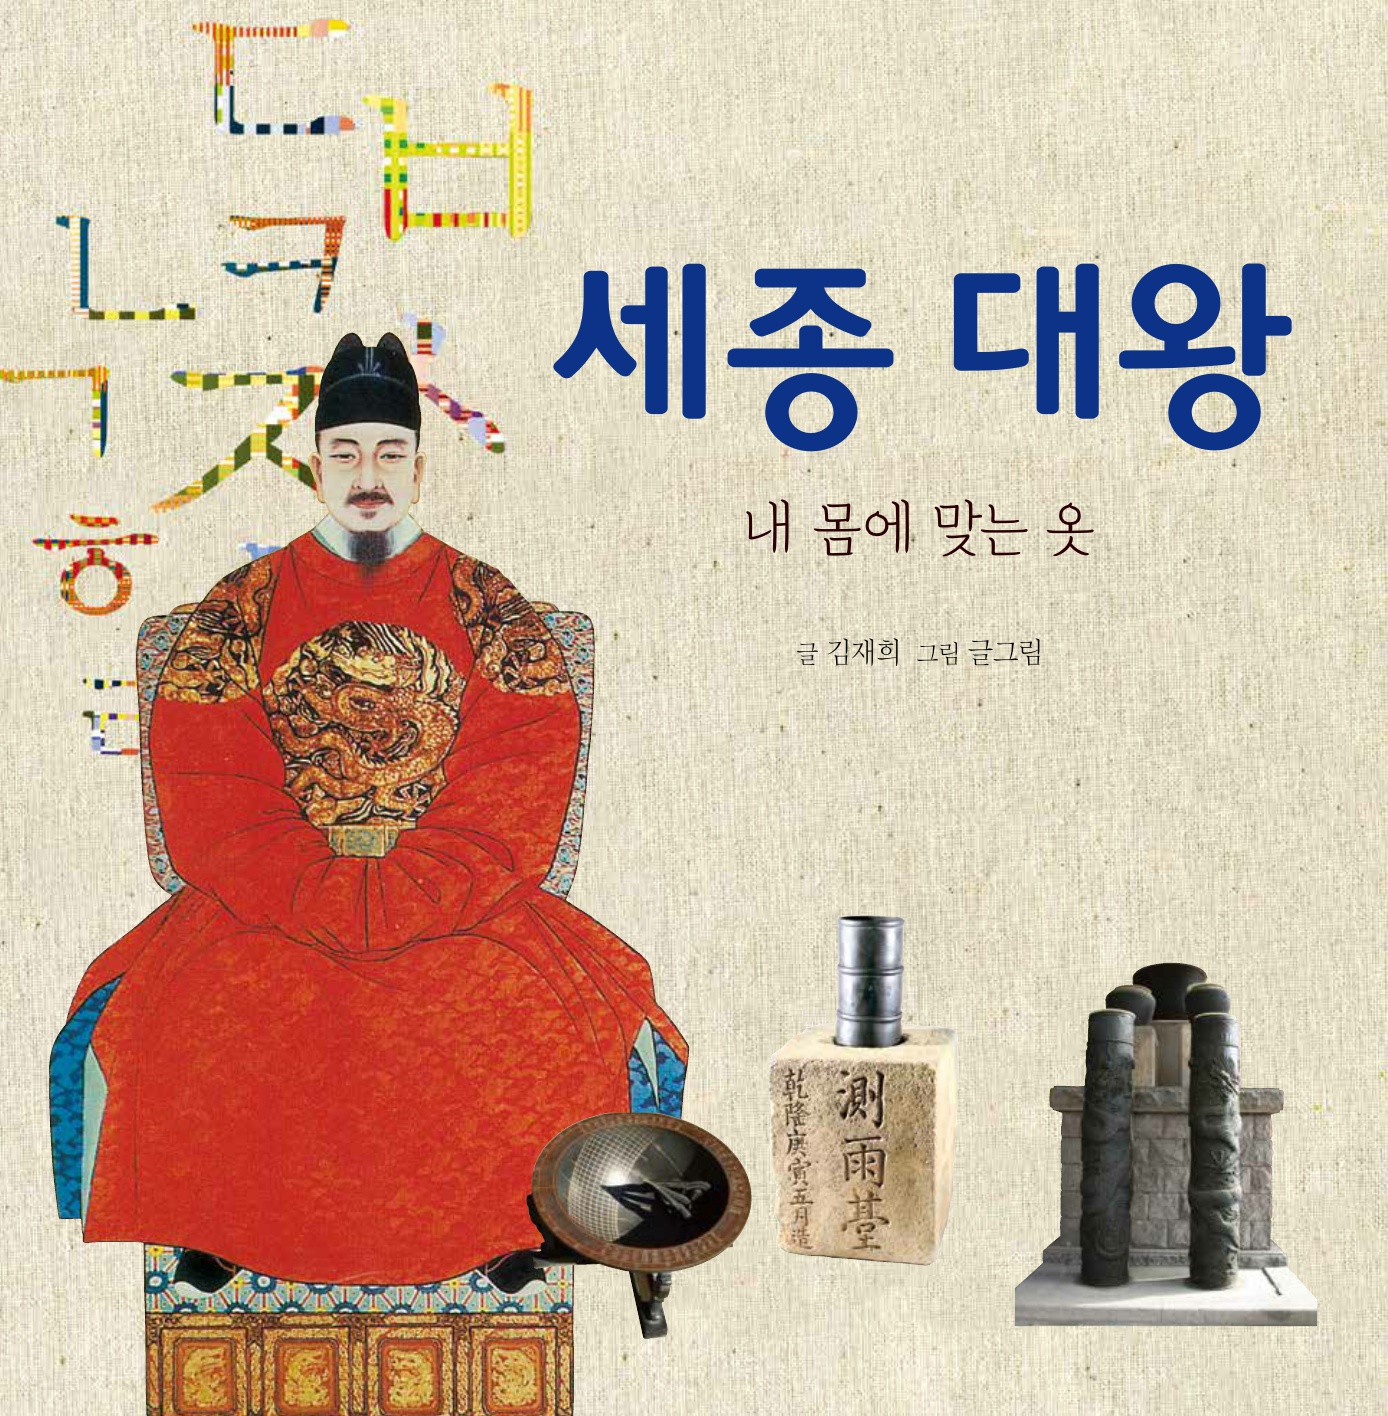 ㄷ
ㅂ
ㄴ ㅋ
ㄱ ㅈ
ㅎ
ㅁ
세종 대왕
내 몸에 맞는 옷
글 김재희 그림 글그림
測雨臺
乾隆庚寅五月造